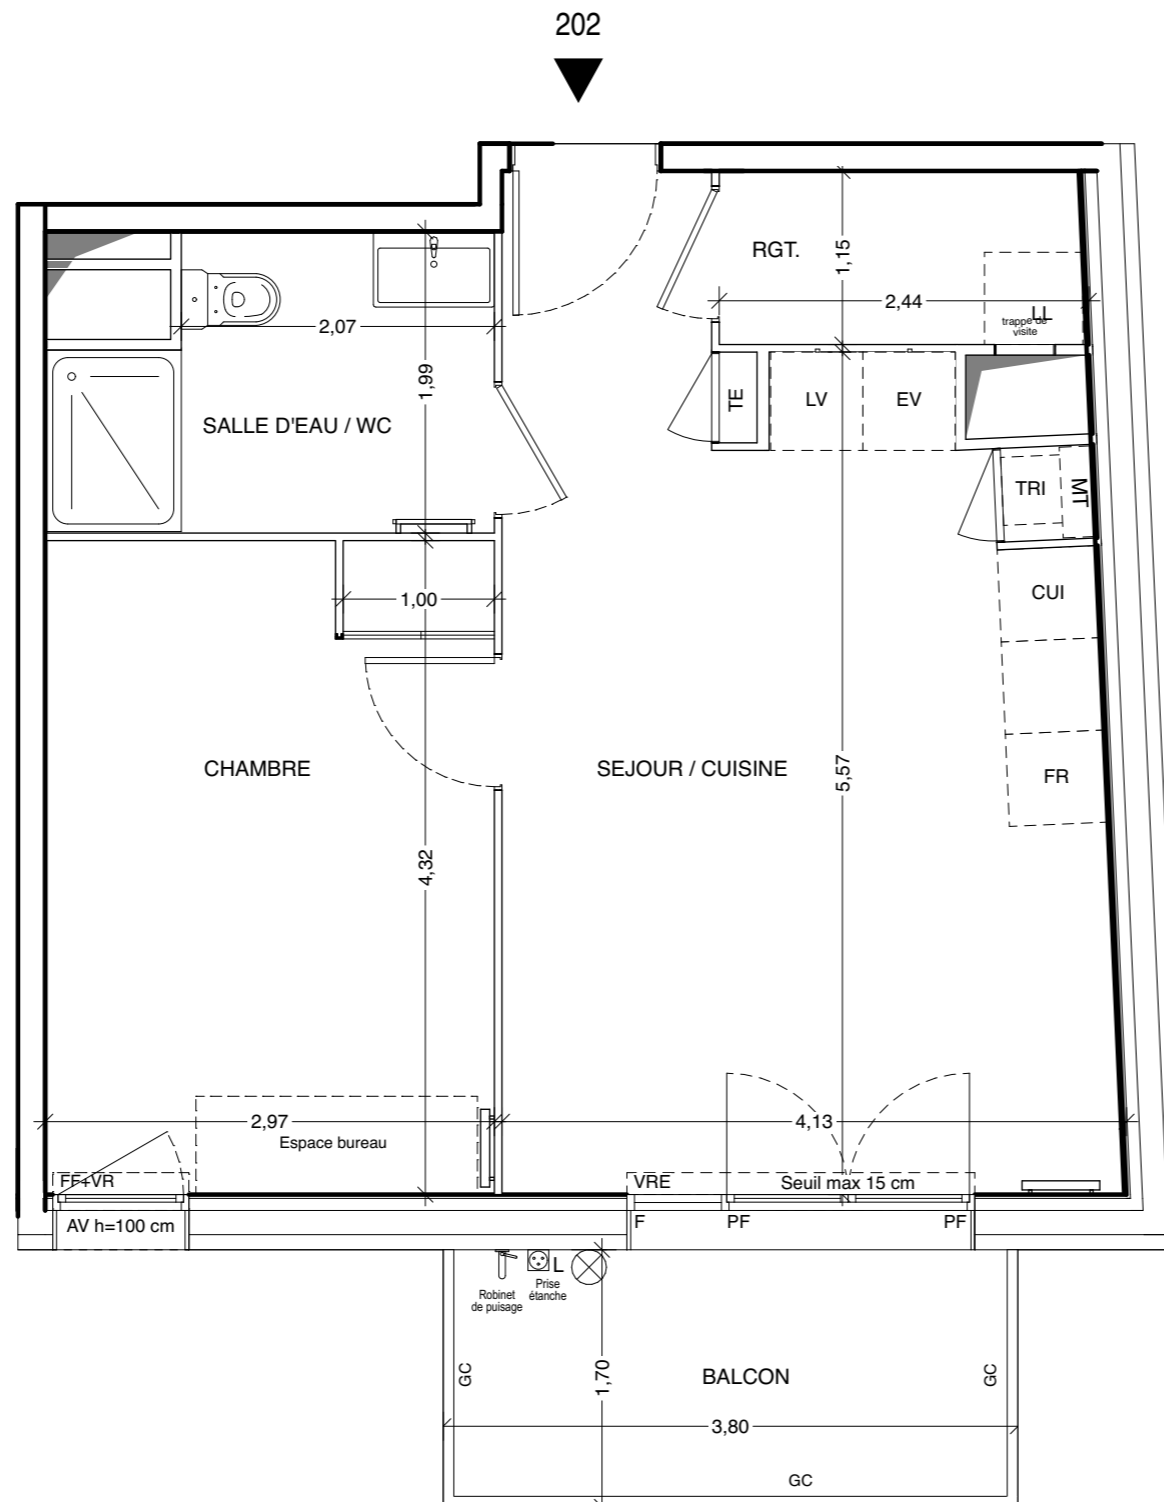 202
RGT.
1,15
2,44
LL
trappe de
visite
2,07
1,99
TE
LV
EV
SALLE D'EAU / WC
TRI
MT
1,00
CUI
CHAMBRE
SEJOUR / CUISINE
5,57
FR
4,32
2,97
4,13
Espace bureau
FF+VR
VRE
Seuil max 15 cm
AV h=100 cm
F
PF
PF
L
Prise
étanche
Robinet
de puisage
GC
1,70
BALCON
GC
3,80
GC